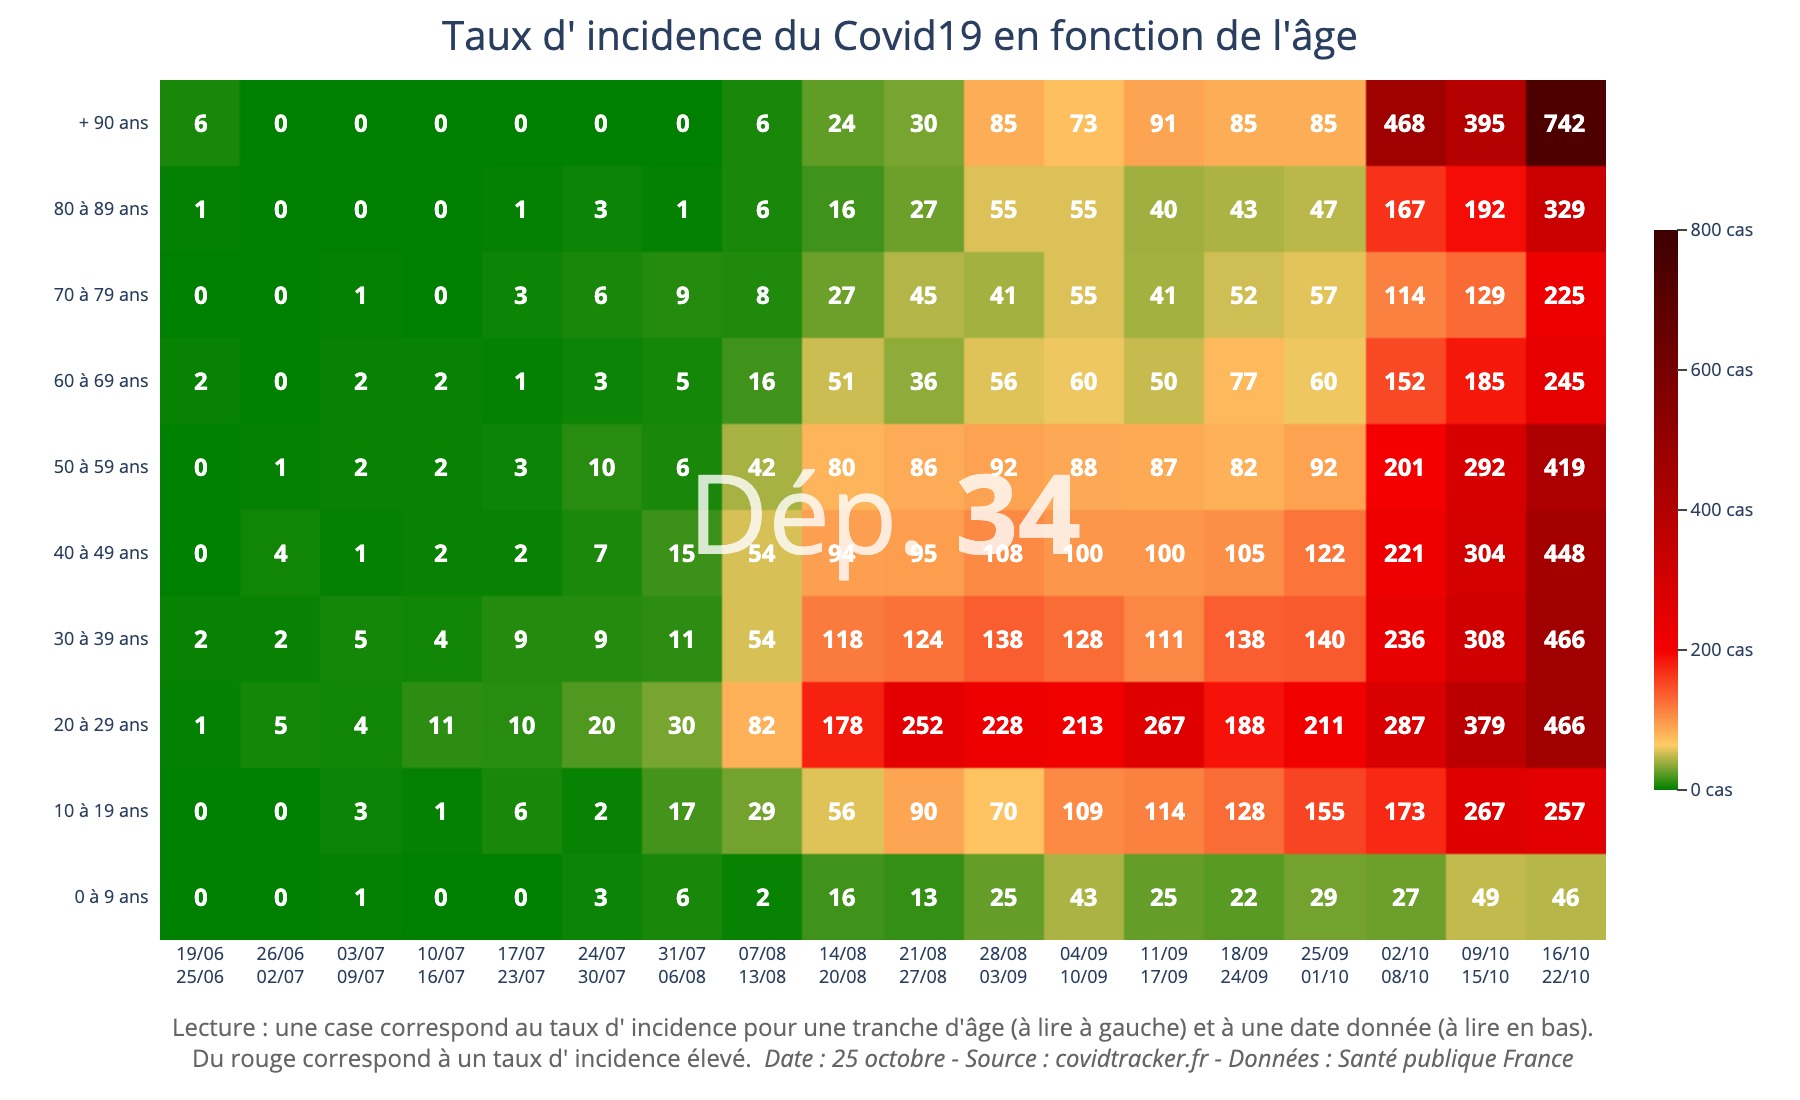 Taux d' incidence du Covid19 en fonction de l'âge
+ 90 ans 6 0 0 0 0 0 0 6 24 30 85 73 91 85 85 468 395 742
80 à 89 ans 1 0 0 0 1 3 1 6 16 27 55 55 40 43 47 167 192 329
70 à 79 ans 0 0 1 0 3 6 9 8 27 45 41 55 41 52 57 114 129 225
60 à 69 ans 2 0 2 2 1 3 5 16 51 36 56 60 50 77 60 152 185 245
50 à 59 ans 0 1 2 2 3 10 6 42 80 86 92 88 87 82 92 201 292 419
Dép. 34
40 à 49 ans 0 4 1 2 2 7 15 54 94 95 108 100 100 105 122 221 304 448
30 à 39 ans 2 2 5 4 9 9 11 54 118 124 138 128 111 138 140 236 308 466
20 à 29 ans 1 5 4 11 10 20 30 82 178 252 228 213 267 188 211 287 379 466
10 à 19 ans 0 0 3 1 6 2 17 29 56 90 70 109 114 128 155 173 267 257
0 à 9 ans 0 0 1 0 0 3 6 2 16 13 25 43 25 22 29 27 49 46
19/06 26/06 03/07 10/07 17/07 24/07 31/07 07/08 14/08 21/08 28/08 04/09 11/09 18/09 25/09 02/10 09/10 16/10
25/06 02/07 09/07 16/07 23/07 30/07 06/08 13/08 20/08 27/08 03/09 10/09 17/09 24/09 01/10 08/10 15/10 22/10
800 cas
600 cas
400 cas
200 cas
0 cas
Lecture : une case correspond au taux d' incidence pour une tranche d'âge (à lire à gauche) et à une date donnée (à lire en bas).
Du rouge correspond à un taux d' incidence élevé. Date : 25 octobre - Source : covidtracker.fr - Données : Santé publique France